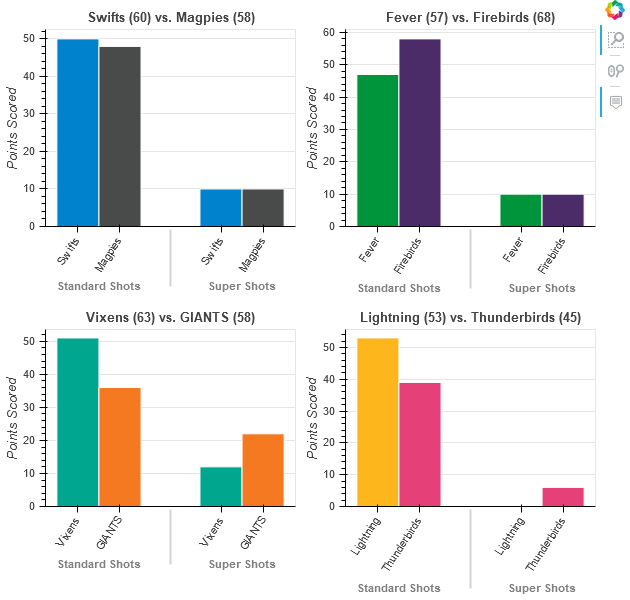 Swifts (60) vs. Magpies (58)
Points Scored
50
40
30
20
10
0
Swifts
Magpies
Swifts
Magpies
Standard Shots
Super Shots
Fever (57) vs. Firebirds (68)
Points Scored
60
50
40
30
20
10
0
Fever
Firebirds
Fever
Firebirds
Standard Shots
Super Shots
Vixens (63) vs. GIANTS (58)
Points Scored
50
40
30
20
10
0
Vixens
GIANTS
Vixens
GIANTS
Standard Shots
Super Shots
Lightning (53) vs. Thunderbirds (45)
Points Scored
50
40
30
20
10
0
Lightning
Thunderbirds
Lightning
Thunderbirds
Standard Shots
Super Shots